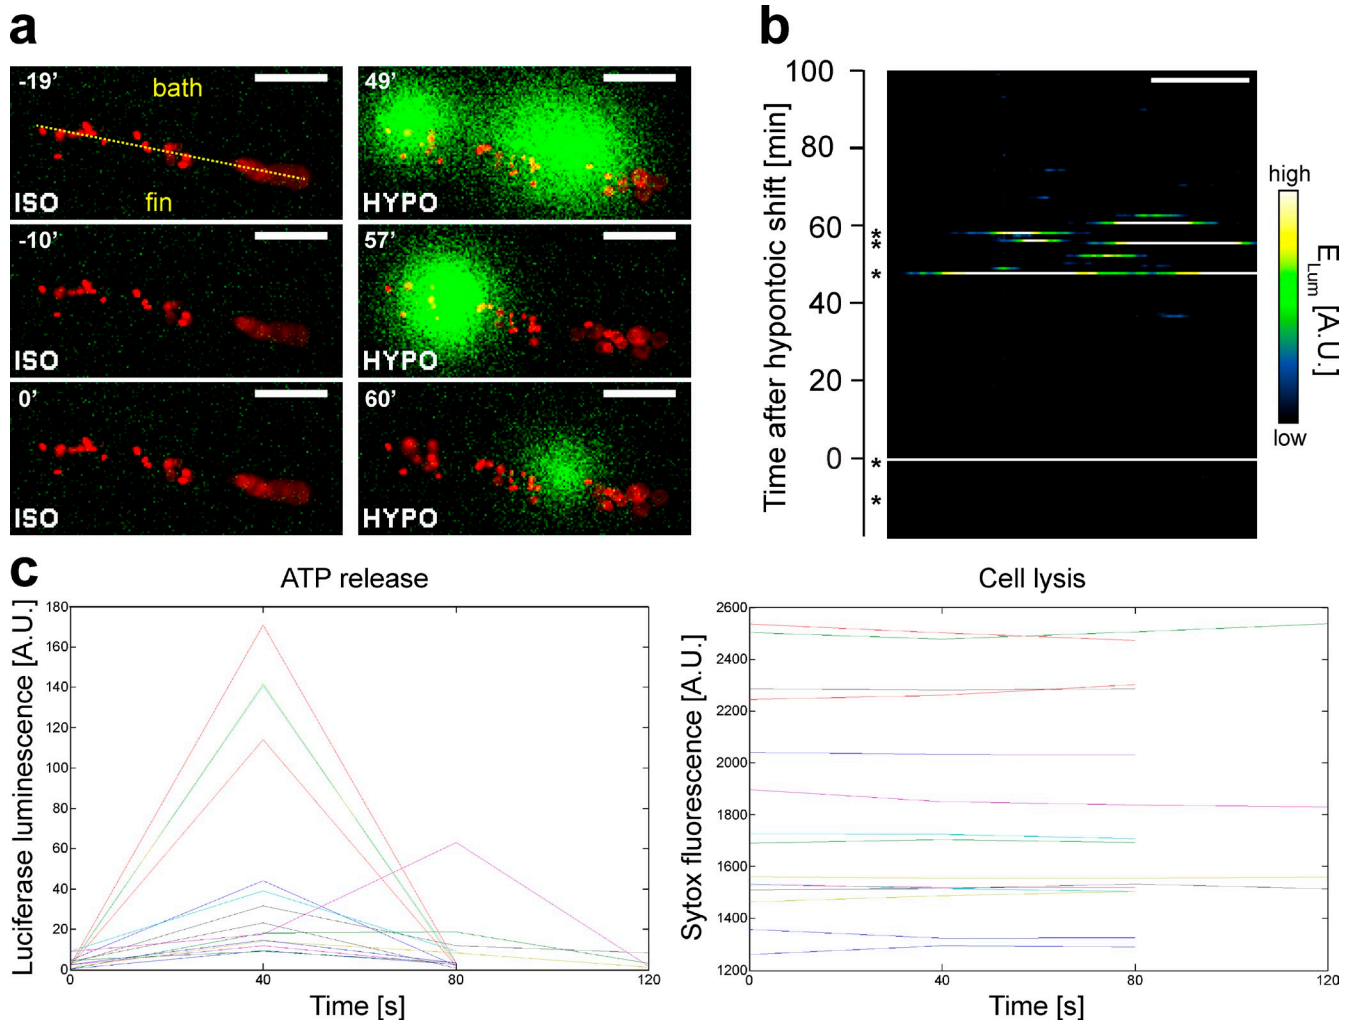 a
-19'
bath
fin
ISO
49'
HYPO
-10'
ISO
57'
HYPO
0'
ISO
60'
HYPO
b
Time after hypontoic shift [min]
100
80
60
40
20
0
*
*
*
*
*
high
low
E Lum [A.U.]
c
ATP release
Luciferase luminescence [A.U.]
180
160
140
120
100
80
60
40
20
0
0
40
80
120
Time [s]
Cell lysis
Sytox fluorescence [A.U.]
2600
2400
2200
2000
1800
1600
1400
1200
0
40
80
120
Time [s]